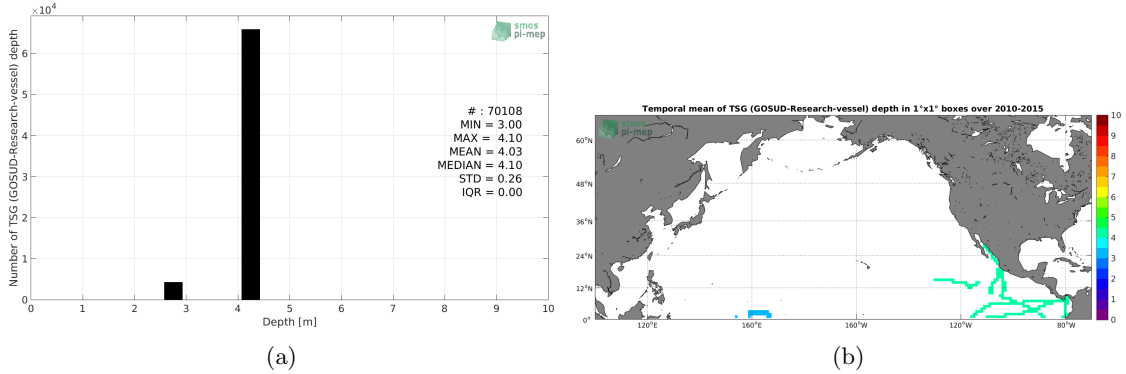 ×10⁴
smos
pi-mep
Number of TSG (GOSUD-Research-vessel) depth
6
5
4
3
2
1
0
# : 70108
MIN = 3.00
MAX = 4.10
MEAN = 4.03
MEDIAN = 4.10
STD = 0.26
IQR = 0.00
0 1 2 3 4 5 6 7 8 9 10
Depth [m]
(a)
Temporal mean of TSG (GOSUD-Research-vessel) depth in 1°x1° boxes over 2010-2015
smos
pi-mep
60°N
48°N
36°N
24°N
12°N
0°
120°E 160°E 160°W 120°W 80°W
10
9
8
7
6
5
4
3
2
1
0
(b)